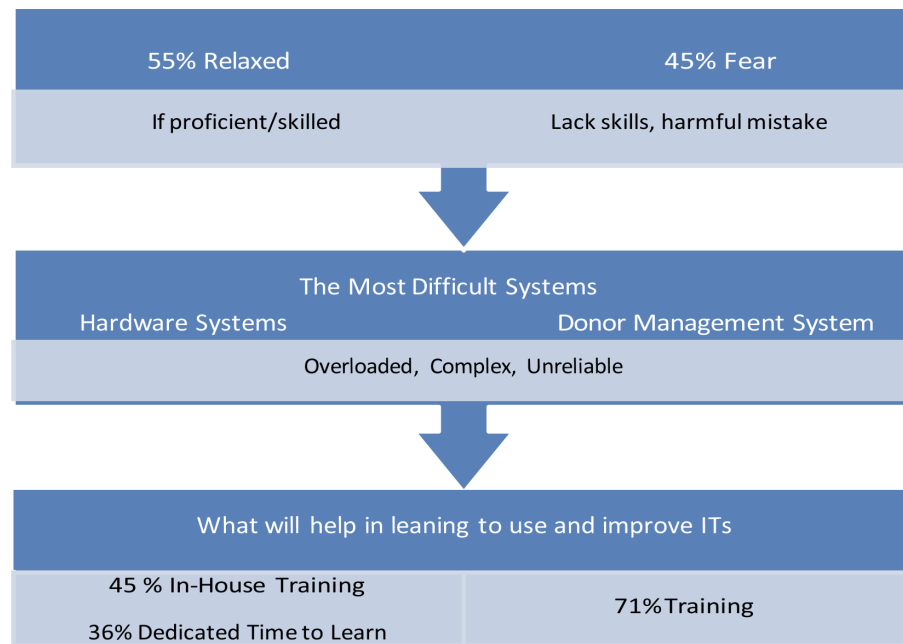 55% Relaxed 45% Fear
If proficient/skilled Lack skills, harmful mistake
The Most Difficult Systems
Hardware Systems Donor Management System
Overloaded, Complex, Unreliable
What will help in leaning to use and improve ITs
45 % In-House Training
71%Training
36% Dedicated Time to Learn